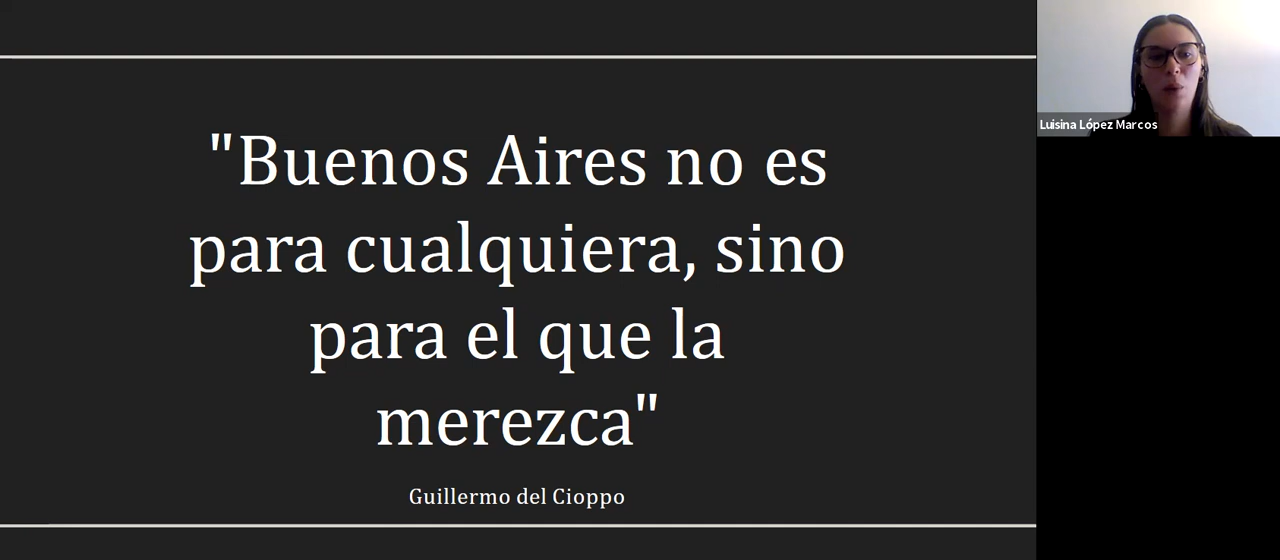 "Buenos Aires no es
para cualquiera, sino
para el que la
merezca"
Guillermo del Cioppo
Luisina López Marcos